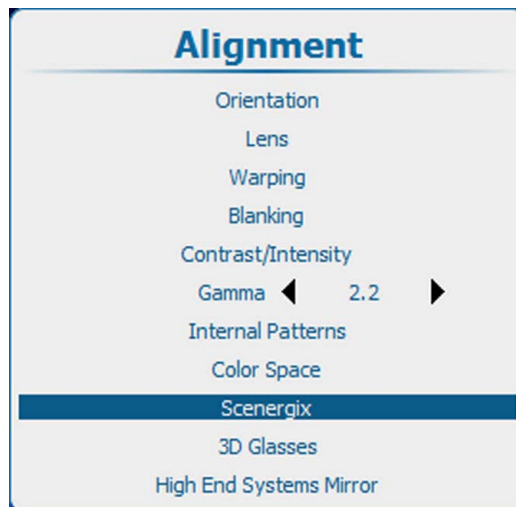 Alignment
Orientation
Lens
Warping
Blanking
Contrast/Intensity
Gamma 2.2
Internal Patterns
Color Space
Scenergix
3D Glasses
High End Systems Mirror